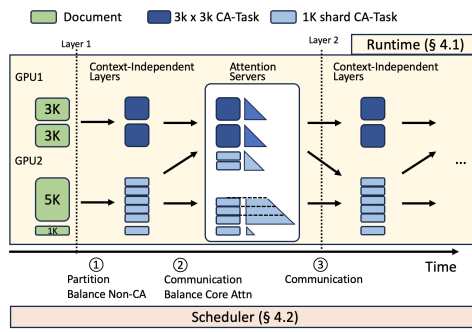 Document
3k x 3k CA-Task
1K shard CA-Task
Layer 1
Layer 2
Runtime (§ 4.1)
GPU1
Context-Independent
Layers
Attention
Servers
Context-Independent
Layers
3K
3K
GPU2
5K
1K
...
① 
Partition
Balance Non-CA
②
Communication
Balance Core Attn
③
Communication
Time
Scheduler (§ 4.2)